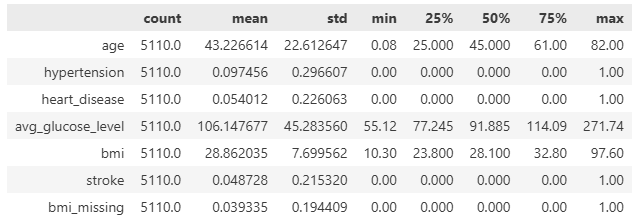 count mean std min 25% 50% 75% max
age 5110.0 43.226614 22.612647 0.08 25.000 45.000 61.00 82.00
hypertension 5110.0 0.097456 0.296607 0.00 0.000 0.000 0.00 1.00
heart_disease 5110.0 0.054012 0.226063 0.00 0.000 0.000 0.00 1.00
avg_glucose_level 5110.0 106.147677 45.283560 55.12 77.245 91.885 114.09 271.74
bmi 5110.0 28.862035 7.699562 10.30 23.800 28.100 32.80 97.60
stroke 5110.0 0.048728 0.215320 0.00 0.000 0.000 0.00 1.00
bmi_missing 5110.0 0.039335 0.194409 0.00 0.000 0.000 0.00 1.00